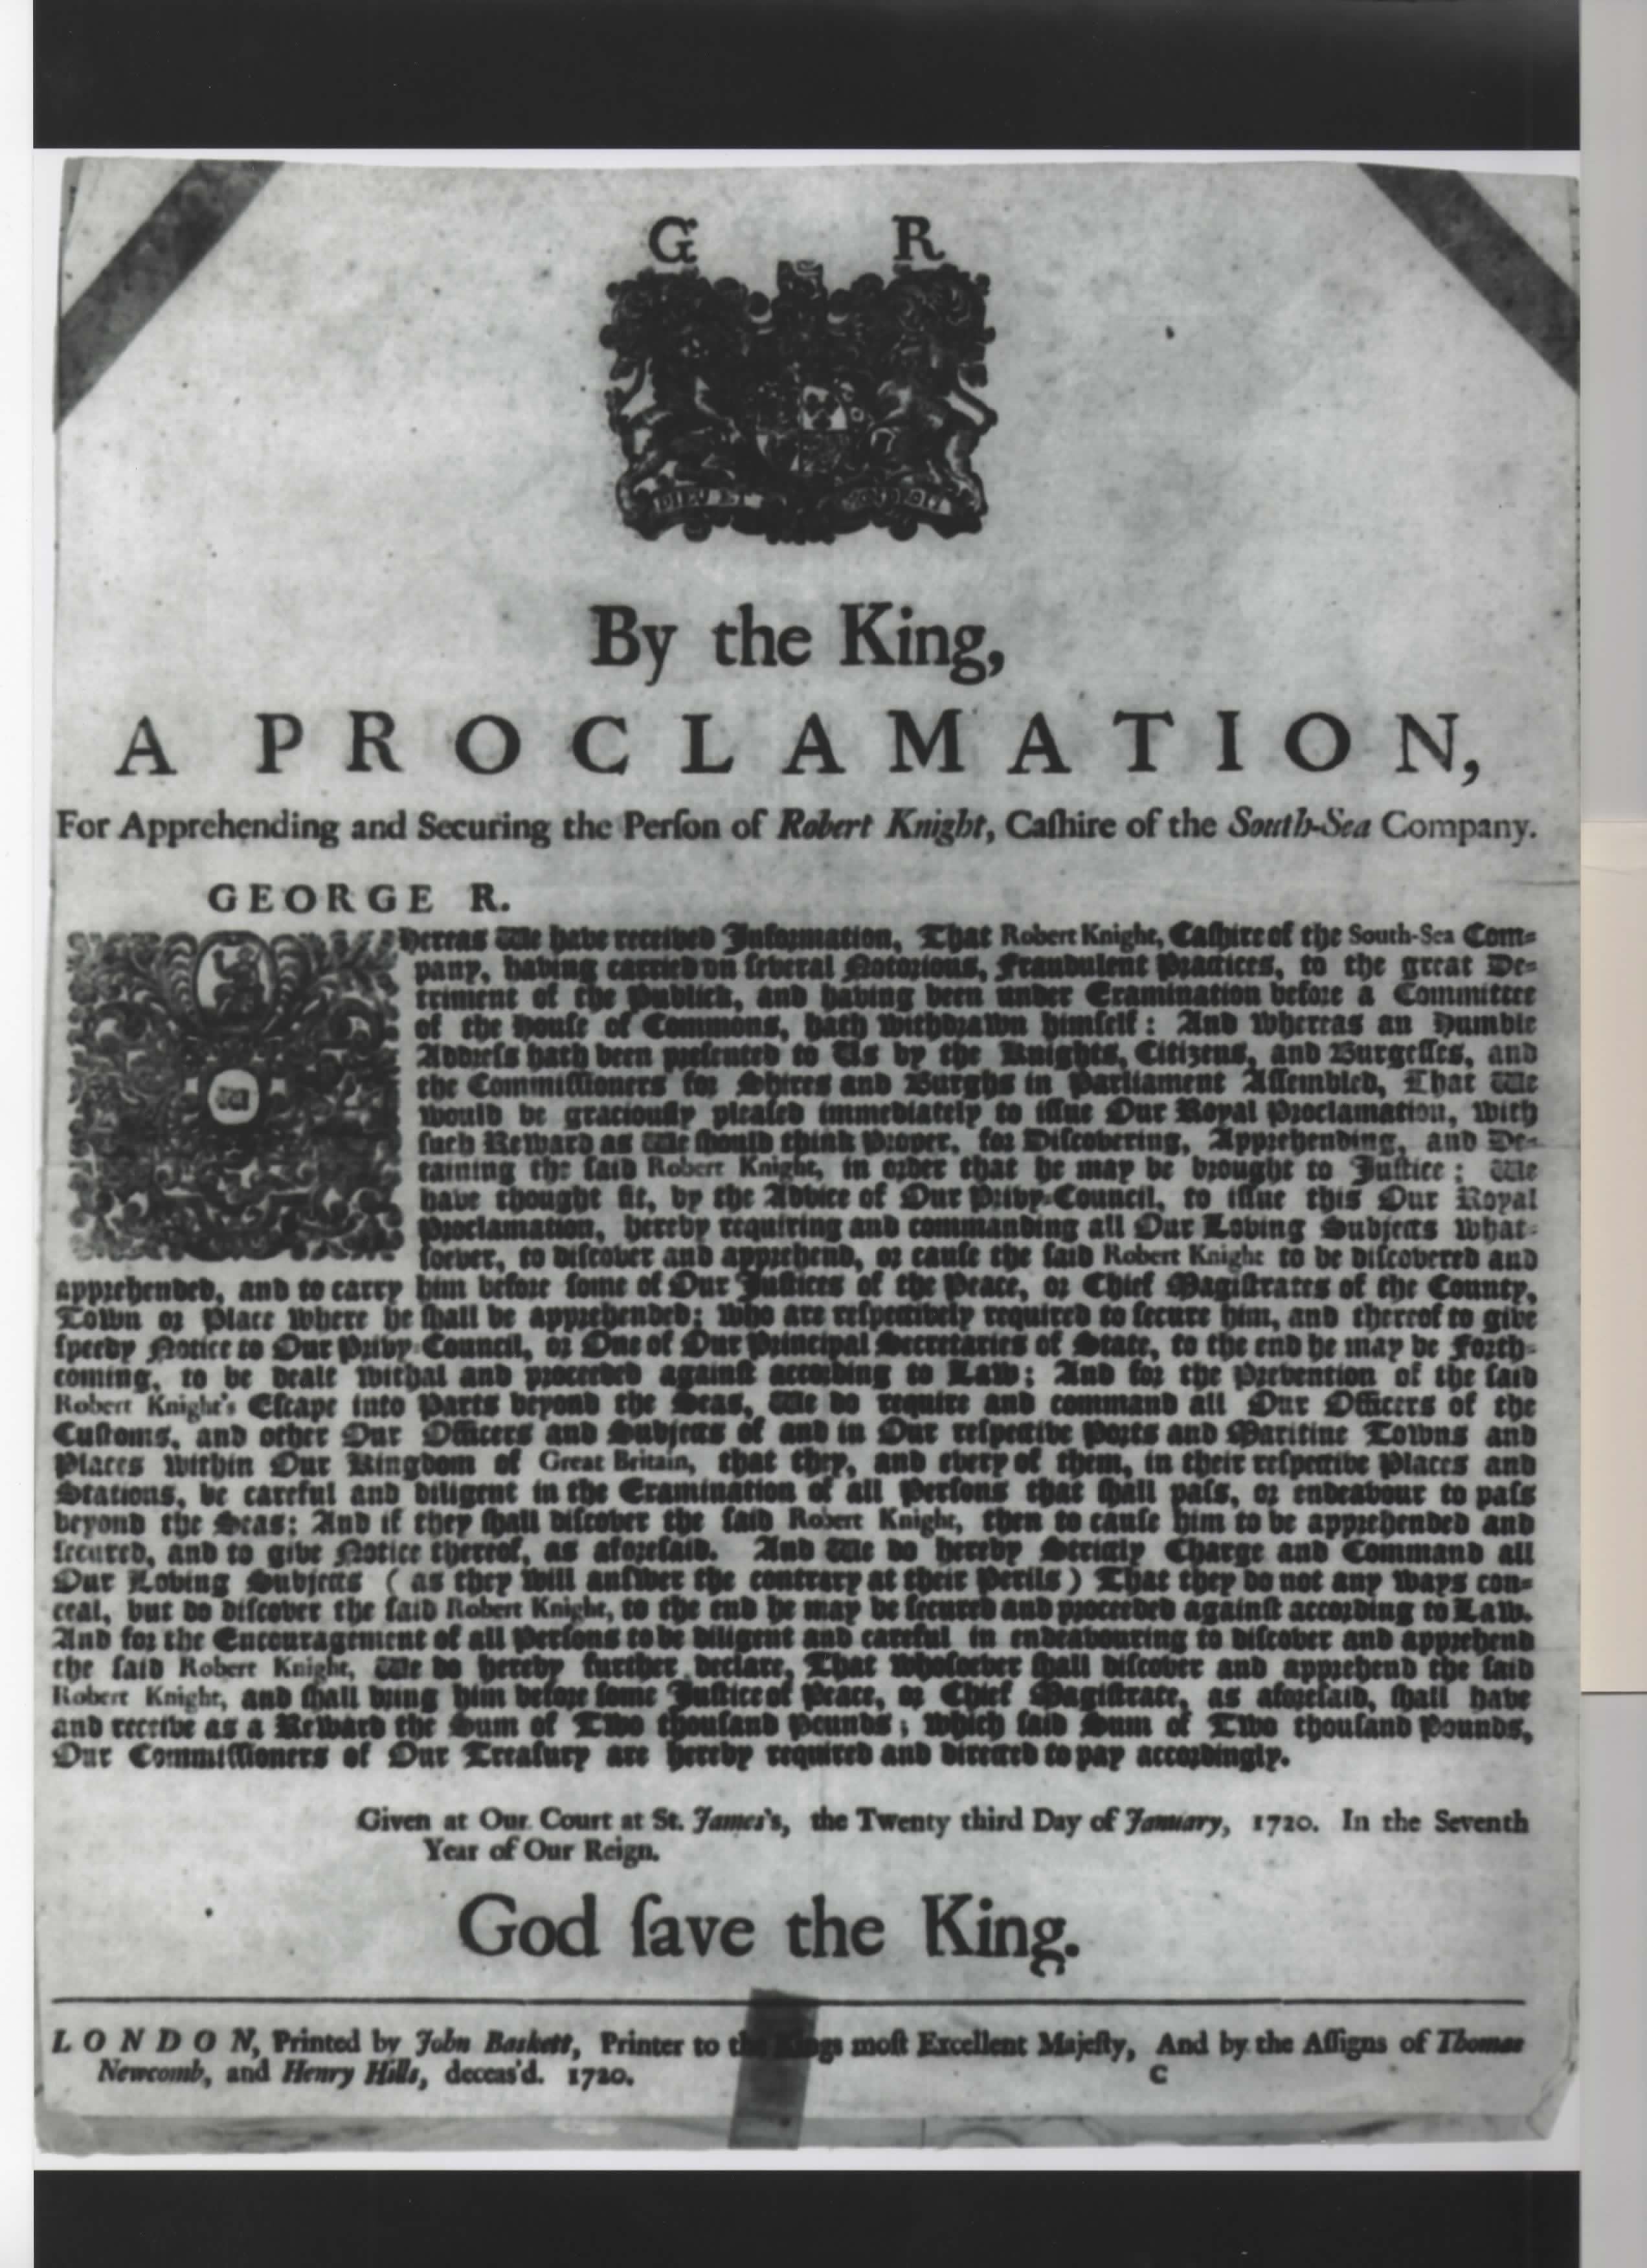 G R
DIEU ET MON DROIT
By the King,
A PROCLAMATION,
For Apprehending and Securing the Perſon of Robert Knight, Caſhire of the South-Sea Company.
GEORGE R.
Whereas We have received Information, That Robert Knight, Caſhire of the South-Sea Com-
pany, having carried on ſeveral Notorious, Fraudulent Practices, to the great De-
triment of the Publick, and having been under Examination before a Committee
of the Houſe of Commons, hath withdrawn himſelf: And whereas an Humble
Addreſs hath been preſented to Us by the Knights, Citizens, and Burgeſſes, and
the Commiſſioners for Shires and Burghs in Parliament Aſſembled, That We
would be graciouſly pleaſed immediately to iſſue Our Royal Proclamation, with
ſuch Reward as We ſhould think Proper, for Diſcovering, Apprehending, and De-
taining the ſaid Robert Knight, in order that he may be brought to Juſtice; We
have thought fit, by the Advice of Our Privy-Council, to iſſue this Our Royal
Proclamation, hereby requiring and commanding all Our Loving Subjects what-
ſoever, to diſcover and apprehend, or cauſe the ſaid Robert Knight to be diſcovered and
apprehended, and to carry him before ſome of Our Juſtices of the Peace, or Chief Magiſtrates of the County,
Town or Place where he ſhall be apprehended; who are reſpectively required to ſecure him, and thereof to give
ſpeedy Notice to Our Privy-Council, or One of Our Principal Secretaries of State, to the end he may be Forth-
coming, to be dealt withal and proceeded againſt according to Law; And for the Prevention of the ſaid
Robert Knight's Eſcape into Parts beyond the Seas, We do require and command all Our Officers of the
Cuſtoms, and other Our Officers and Subjects of and in Our reſpective Ports and Maritine Towns and
Places within Our Kingdom of Great Britain, that they, and every of them, in their reſpective Places and
Stations, be careful and diligent in the Examination of all Perſons that ſhall paſs, or endeavour to paſs
beyond the Seas: And if they ſhall diſcover the ſaid Robert Knight, then to cauſe him to be apprehended and
ſecured, and to give Notice thereof, as aforeſaid. And We do hereby Strictly Charge and Command all
Our Loving Subjects (as they will anſwer the contrary at their Perils) That they do not any ways con-
ceal, but do diſcover the ſaid Robert Knight, to the end he may be ſecured and proceeded againſt according to Law.
And for the Encouragement of all Perſons to be diligent and careful in endeavouring to diſcover and apprehend
the ſaid Robert Knight, We do hereby further declare, That whoſoever ſhall diſcover and apprehend the ſaid
Robert Knight, and ſhall bring him before ſome Juſtice of Peace, or Chief Magiſtrate, as aforeſaid, ſhall have
and receive as a Reward the Sum of Two thouſand Pounds; which ſaid Sum of Two thouſand Pounds,
Our Commiſſioners of Our Treaſury are hereby required and directed to pay accordingly.
Given at Our Court at St. James's, the Twenty third Day of January, 1720. In the Seventh
Year of Our Reign.
God ſave the King.
LONDON, Printed by John Baskett, Printer to the Kings moſt Excellent Majeſty, And by the Aſſigns of Thomas
Newcomb, and Henry Hills, deceas'd. 1720. C